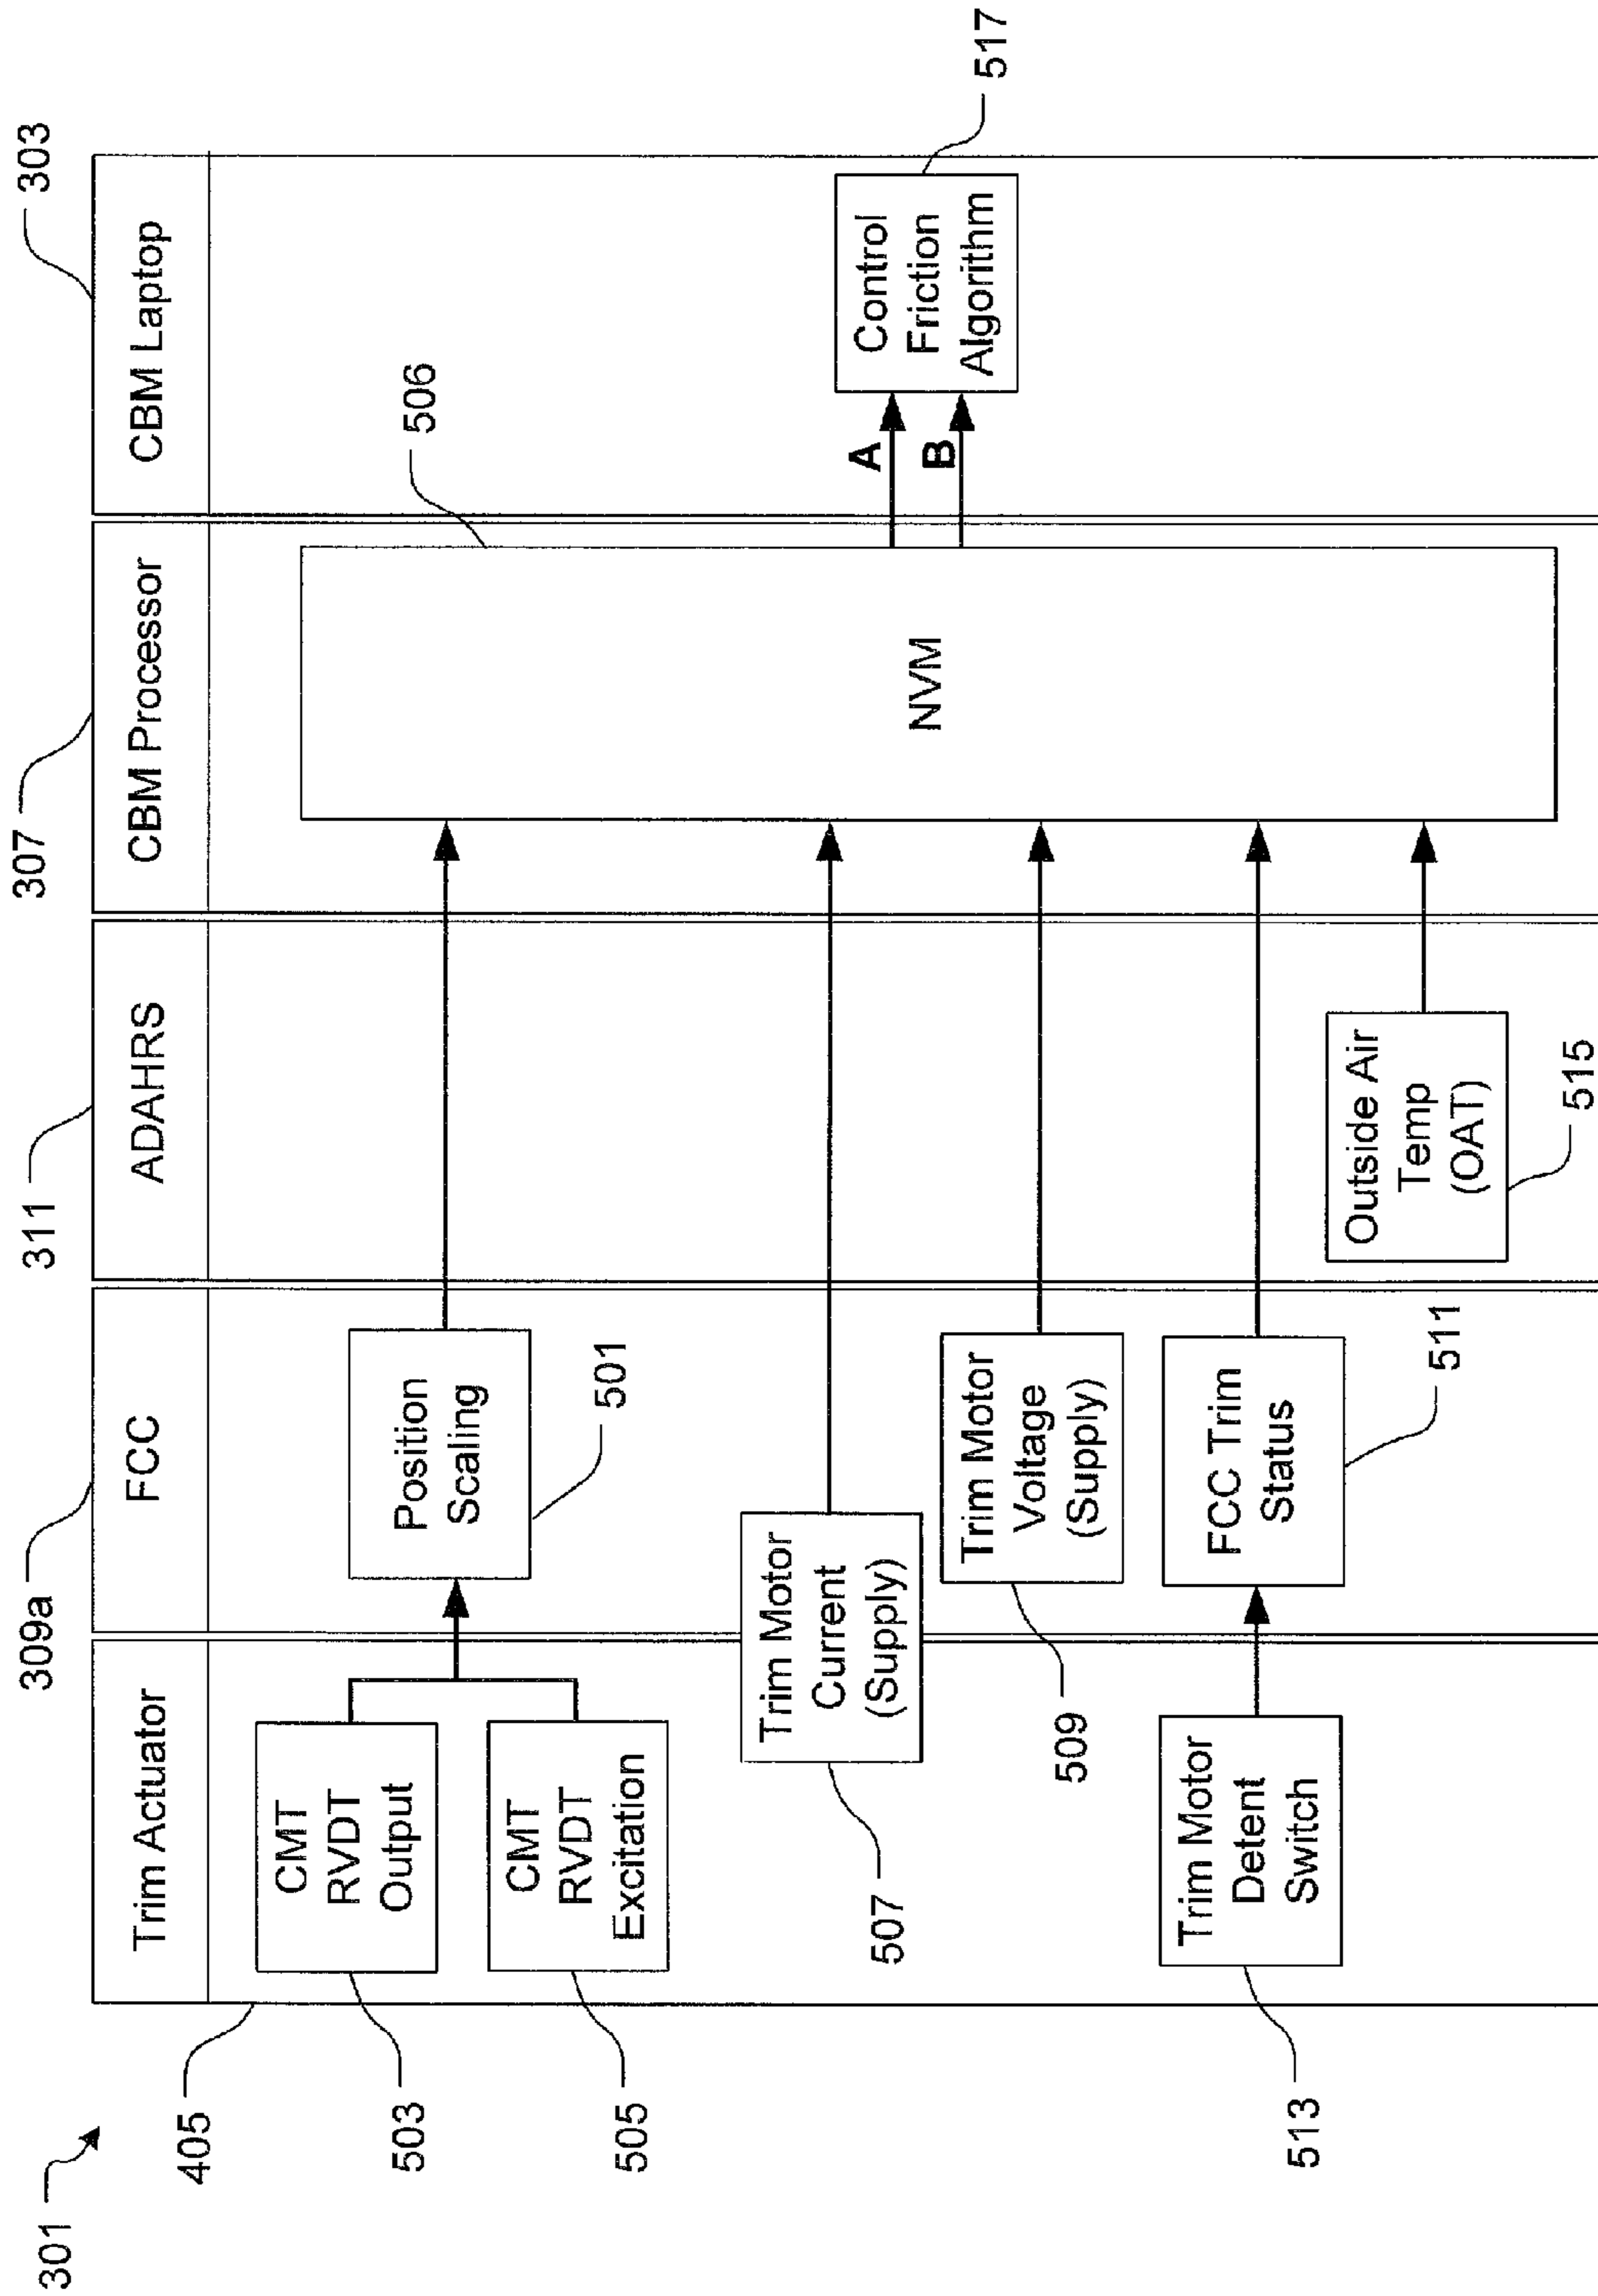 301
405
309a
311
307
303
Trim Actuator
FCC
ADAHRS
CBM Processor
CBM Laptop
503
CMT
RVDT
Output
505
CMT
RVDT
Excitation
Position
Scaling
501
506
NVM
507
Trim Motor
Current
(Supply)
509
Trim Motor
Voltage
(Supply)
513
Trim Motor
Detent
Switch
FCC Trim
Status
511
Outside Air
Temp
(OAT)
515
A
B
Control
Friction
Algorithm
517